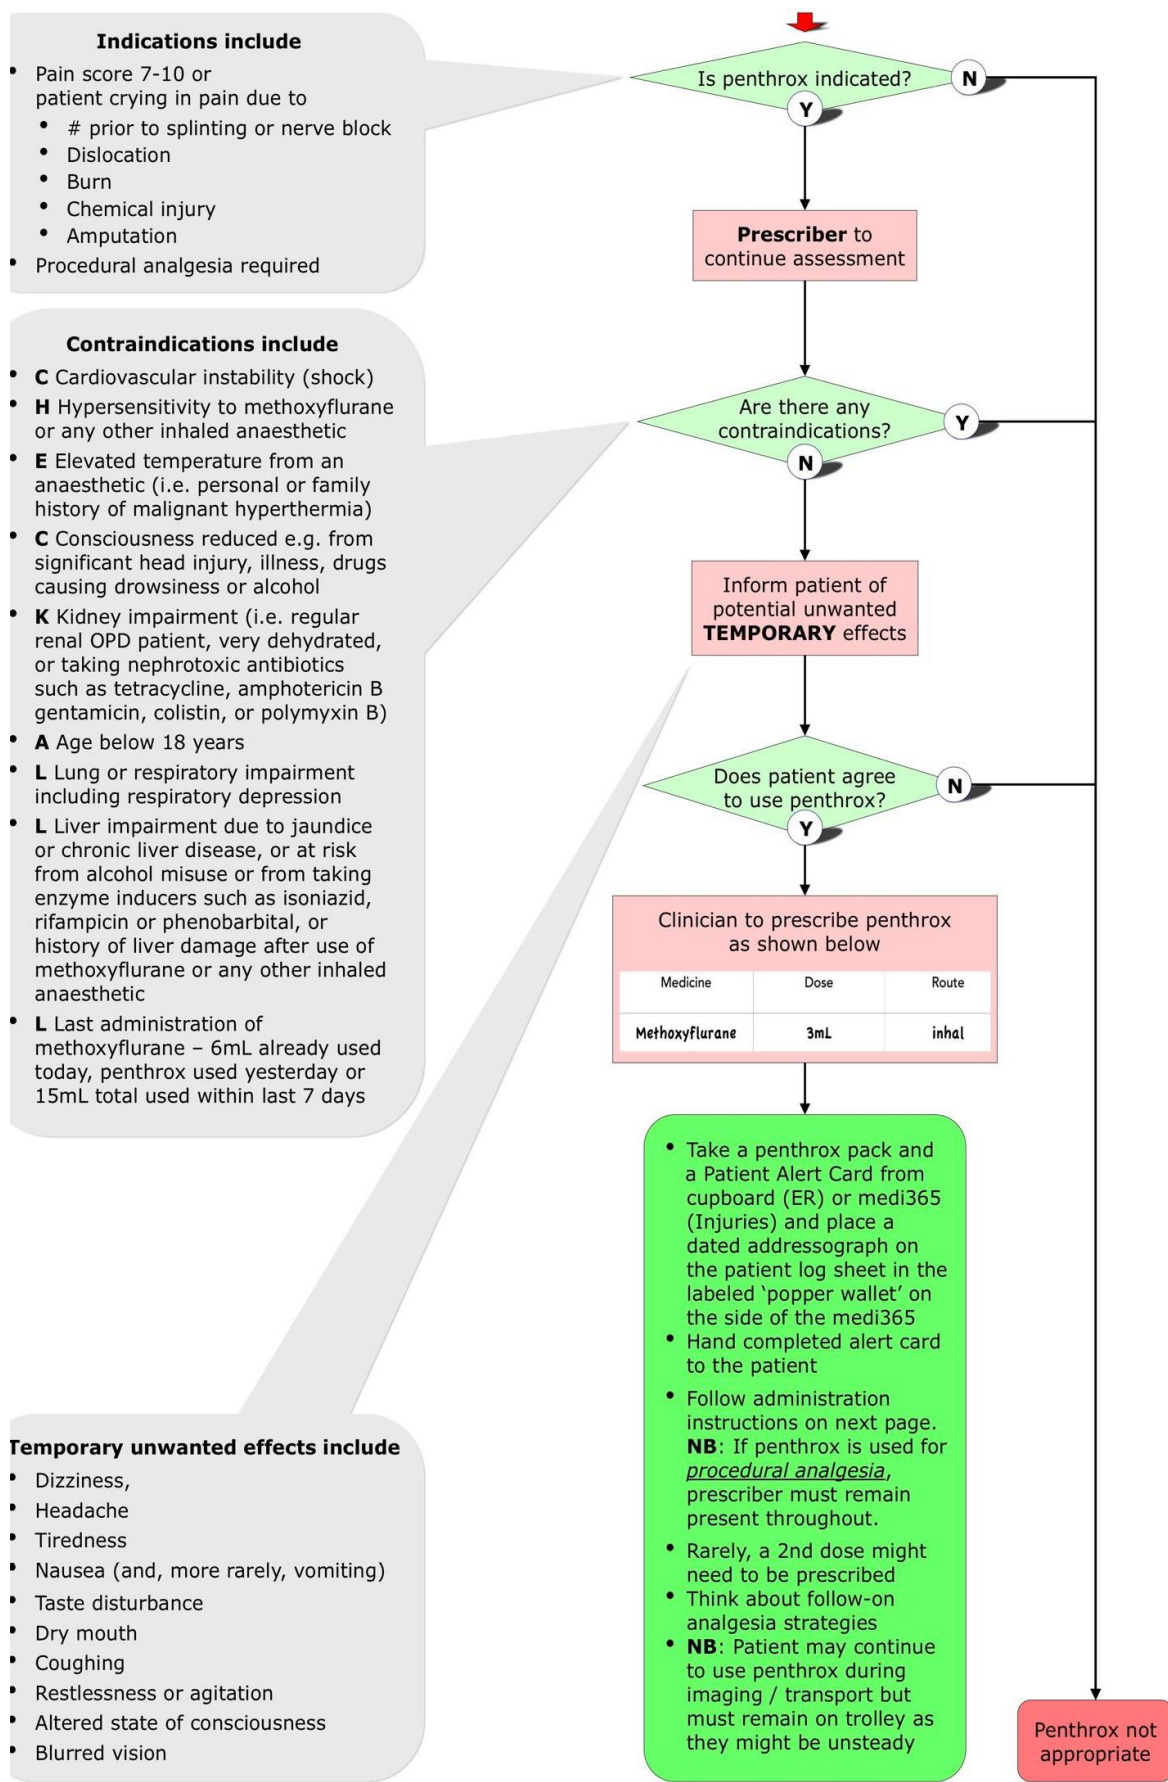 Indications include
• Pain score 7-10 or
patient crying in pain due to
• # prior to splinting or nerve block
• Dislocation
• Burn
• Chemical injury
• Amputation
• Procedural analgesia required
Is penthrox indicated?
N
Y
Prescriber to
continue assessment
Contraindications include
• C Cardiovascular instability (shock)
• H Hypersensitivity to methoxyflurane
or any other inhaled anaesthetic
• E Elevated temperature from an
anaesthetic (i.e. personal or family
history of malignant hyperthermia)
• C Consciousness reduced e.g. from
significant head injury, illness, drugs
causing drowsiness or alcohol
• K Kidney impairment (i.e. regular
renal OPD patient, very dehydrated,
or taking nephrotoxic antibiotics
such as tetracycline, amphotericin B
gentamicin, colistin, or polymyxin B)
• A Age below 18 years
• L Lung or respiratory impairment
including respiratory depression
• L Liver impairment due to jaundice
or chronic liver disease, or at risk
from alcohol misuse or from taking
enzyme inducers such as isoniazid,
rifampicin or phenobarbital, or
history of liver damage after use of
methoxyflurane or any other inhaled
anaesthetic
• L Last administration of
methoxyflurane – 6mL already used
today, penthrox used yesterday or
15mL total used within last 7 days
Are there any
contraindications?
Y
N
Inform patient of
potential unwanted
TEMPORARY effects
Does patient agree
to use penthrox?
N
Y
Clinician to prescribe penthrox
as shown below
Medicine Dose Route
Methoxyflurane 3mL inhal
• Take a penthrox pack and
a Patient Alert Card from
cupboard (ER) or medi365
(Injuries) and place a
dated addressograph on
the patient log sheet in the
labeled ‘popper wallet’ on
the side of the medi365
• Hand completed alert card
to the patient
• Follow administration
instructions on next page.
NB: If penthrox is used for
procedural analgesia,
prescriber must remain
present throughout.
• Rarely, a 2nd dose might
need to be prescribed
• Think about follow-on
analgesia strategies
• NB: Patient may continue
to use penthrox during
imaging / transport but
must remain on trolley as
they might be unsteady
Temporary unwanted effects include
• Dizziness,
• Headache
• Tiredness
• Nausea (and, more rarely, vomiting)
• Taste disturbance
• Dry mouth
• Coughing
• Restlessness or agitation
• Altered state of consciousness
• Blurred vision
Penthrox not
appropriate